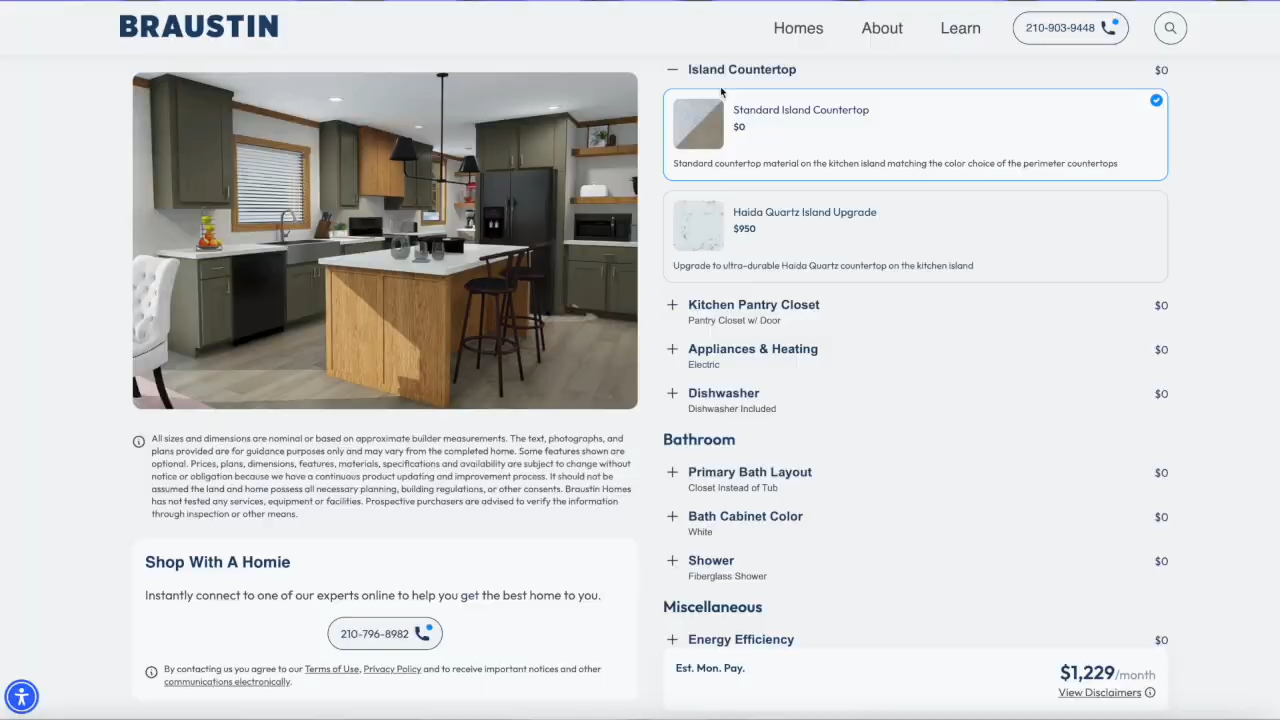 BRAUSTIN
Homes
About
Learn
210-903-9448
Island Countertop
$0
Standard Island Countertop
$0
Standard countertop material on the kitchen island matching the color choice of the perimeter countertops
Haida Quartz Island Upgrade
$950
Upgrade to ultra-durable Haida Quartz countertop on the kitchen island
Kitchen Pantry Closet
$0
Pantry Closet w/ Door
Appliances & Heating
$0
Electric
Dishwasher
$0
Dishwasher Included
Bathroom
Primary Bath Layout
$0
Closet Instead of Tub
Bath Cabinet Color
$0
White
Shower
$0
Fiberglass Shower
Miscellaneous
Energy Efficiency
$0
Est. Mon. Pay.
$1,229/month
View Disclaimers
All sizes and dimensions are nominal or based on approximate builder measurements. The text, photographs, and
plans provided are for guidance purposes only and may vary from the completed home. Some features shown are
optional. Prices, plans, dimensions, features, materials, specifications and availability are subject to change without
notice or obligation because we have a continuous product updating and improvement process. It should not be
assumed the land and home possess all necessary planning, building regulations, or other consents. Braustin Homes
has not tested any services, equipment or facilities. Prospective purchasers are advised to verify the information
through inspection or other means.
Shop With A Homie
Instantly connect to one of our experts online to help you get the best home to you.
210-796-8982
By contacting us you agree to our Terms of Use, Privacy Policy and to receive important notices and other
communications electronically.